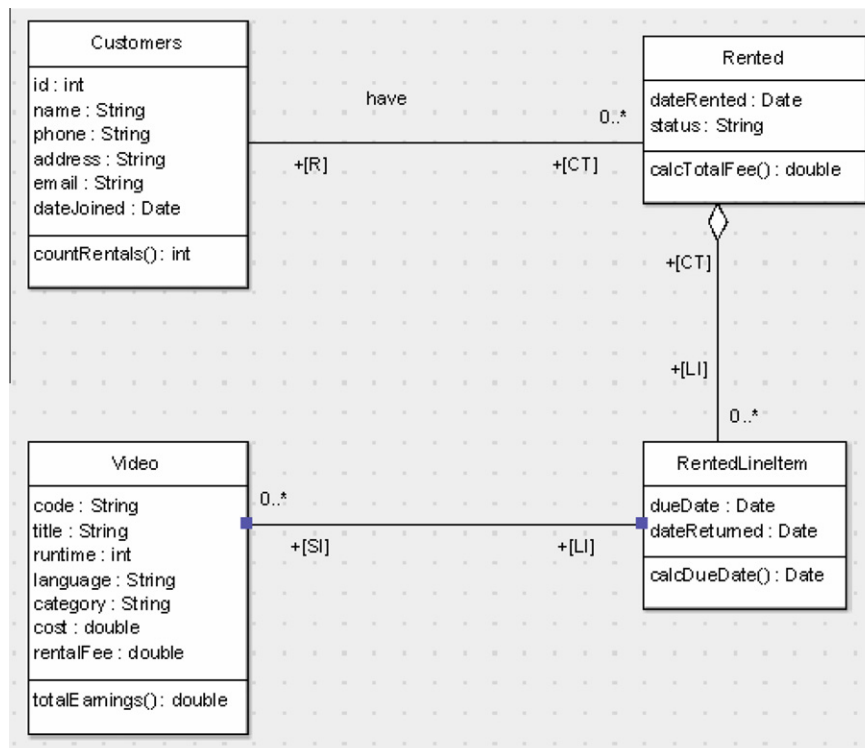 Customers
id : int
name : String
phone : String
address : String
email : String
dateJoined : Date
countRentals(): int
have
0..*
+[R]
+[CT]
Rented
dateRented : Date
status : String
calcTotalFee() : double
+[CT]
+[LI]
0..*
Video
code : String
title : String
runtime : int
language : String
category : String
cost : double
rentalFee : double
totalEarnings() : double
0..*
+[SI]
+[LI]
RentedLineItem
dueDate : Date
dateReturned : Date
calcDueDate() : Date